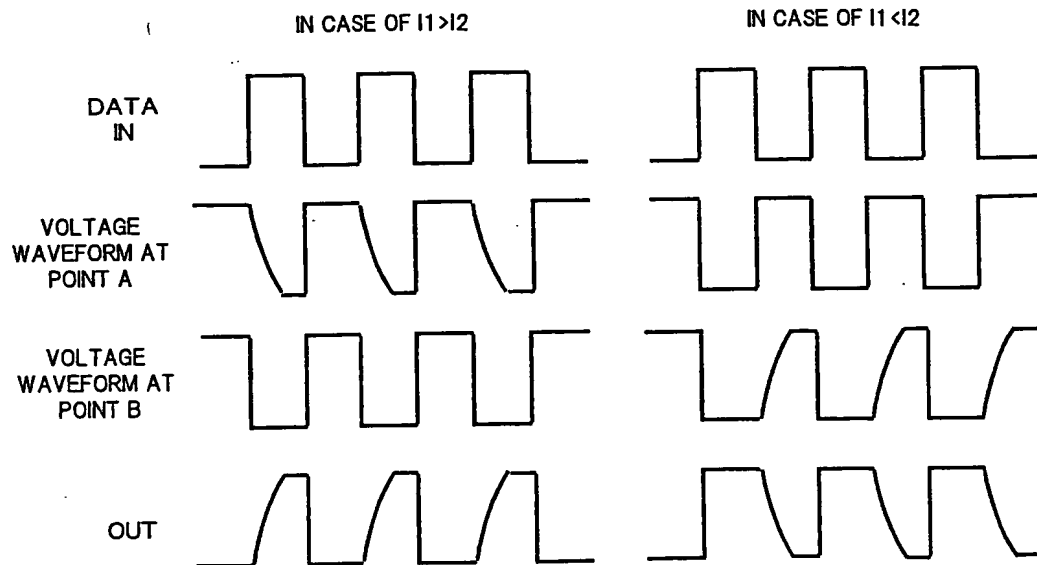 IN CASE OF I1>I2
IN CASE OF I1<I2
DATA
IN
VOLTAGE
WAVEFORM AT
POINT A
VOLTAGE
WAVEFORM AT
POINT B
OUT